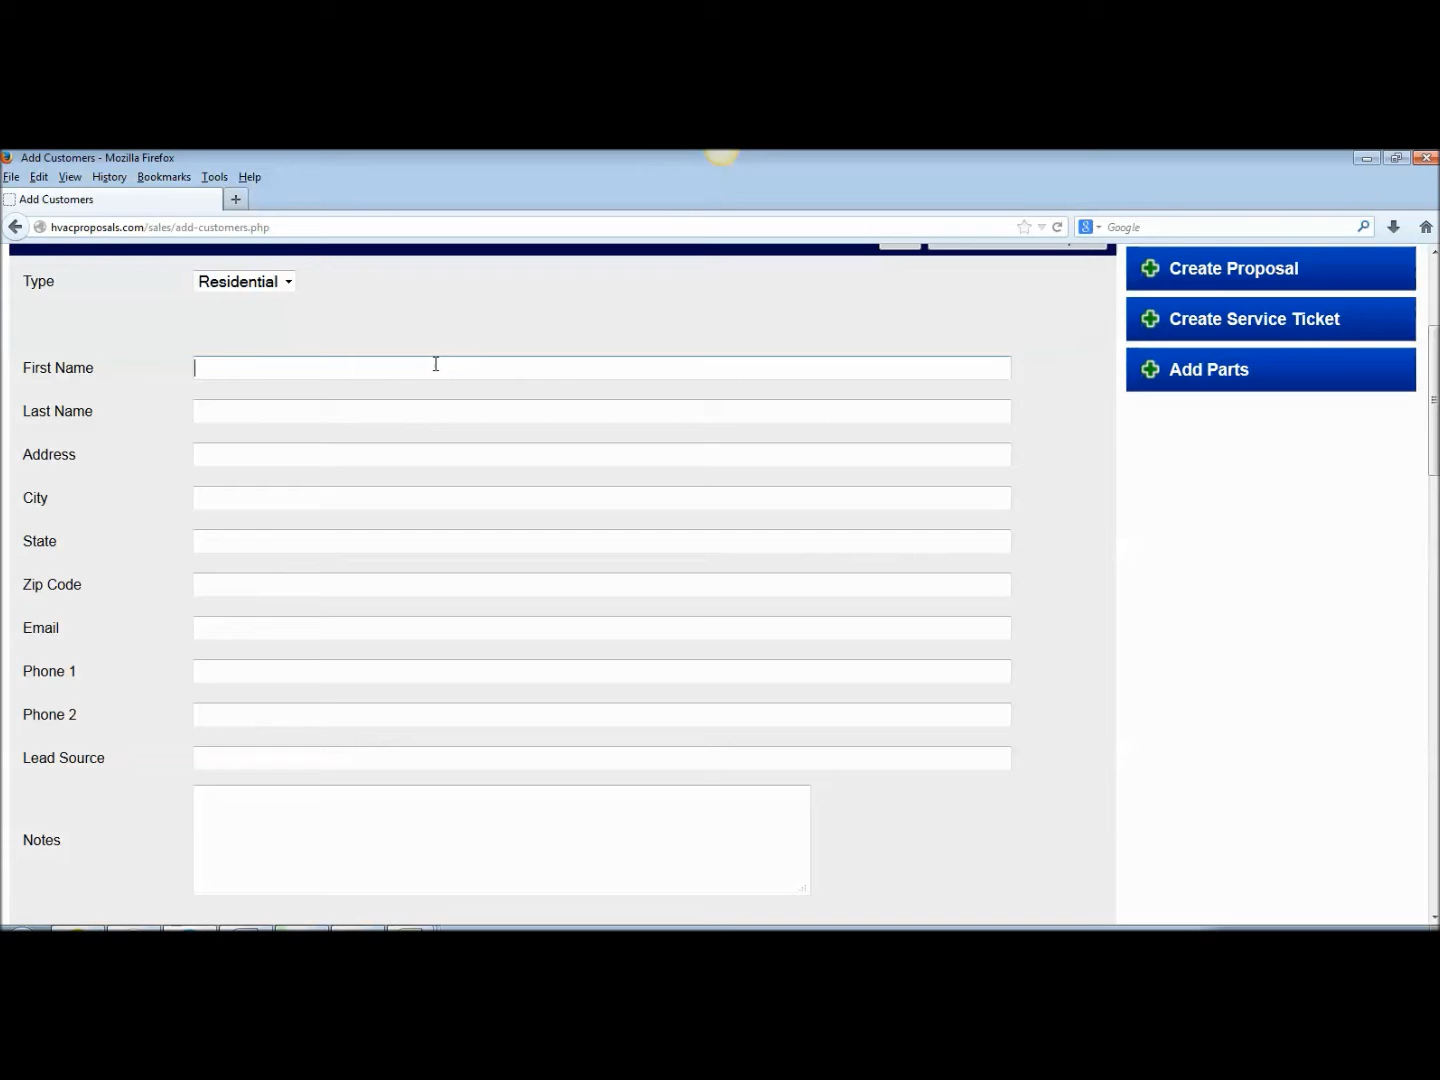 Add Customers - Mozilla Firefox
File Edit View History Bookmarks Tools Help
Add Customers
hvacproposals.com/sales/add-customers.php
Google
Type
Residential
First Name
Last Name
Address
City
State
Zip Code
Email
Phone 1
Phone 2
Lead Source
Notes
Create Proposal
Create Service Ticket
Add Parts